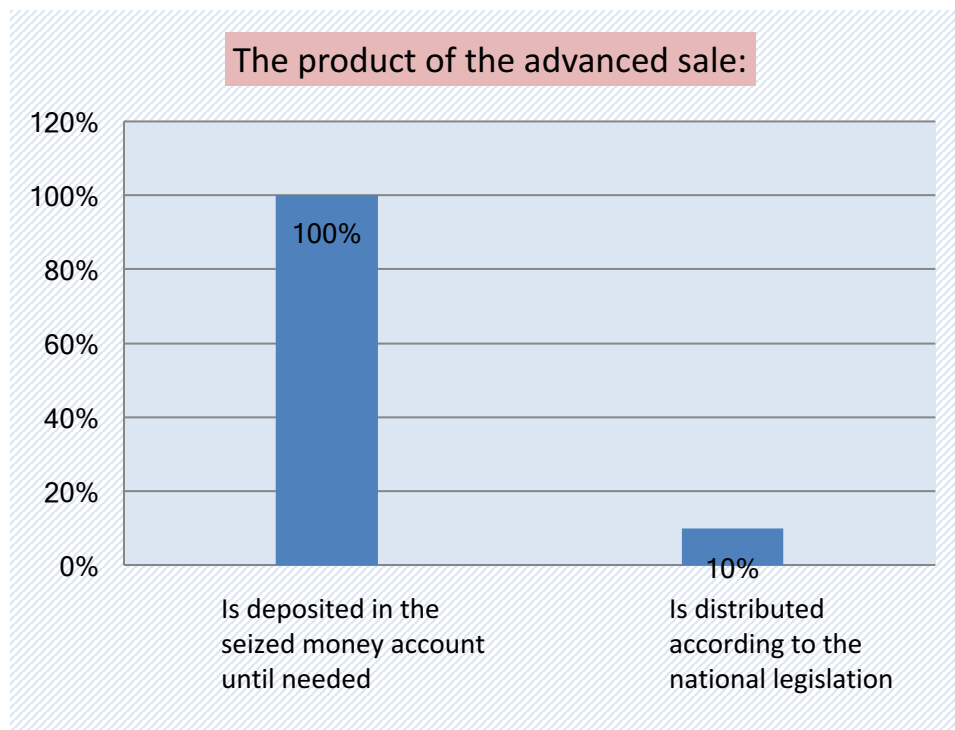 The product of the advanced sale:
120%
100%
80%
60%
40%
20%
0%
100%
10%
Is deposited in the
seized money account
until needed
Is distributed
according to the
national legislation